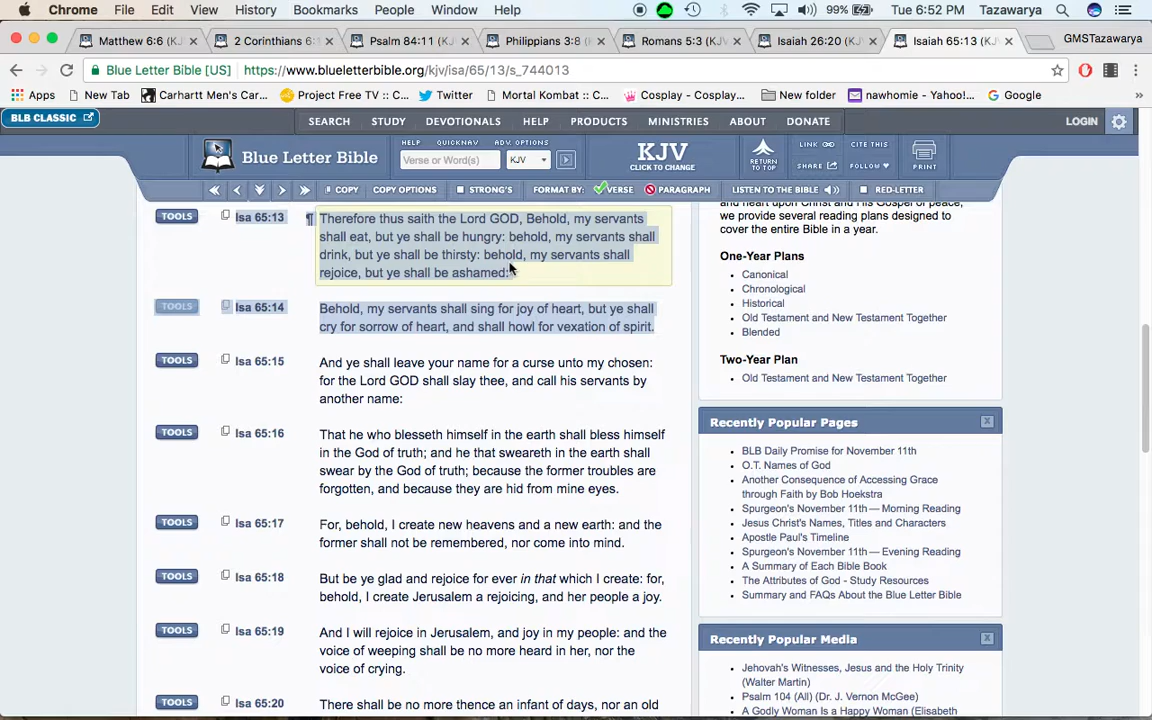 Chrome File Edit View History Bookmarks People Window Help 99% Tue 6:52 PM Tazawarya
Matthew 6:6 (KJV
2 Corinthians 6:
Psalm 84:11 (KJV
Philippians 3:8 (
Romans 5:3 (KJV
Isaiah 26:20 (KJ
Isaiah 65:13 (KJ
GMSTazawarya
Blue Letter Bible [US] https://www.blueletterbible.org/kjv/isa/65/13/s_744013
Apps New Tab Carhartt Men's Car... Project Free TV :: C... Twitter Mortal Kombat :: C... Cosplay - Cosplay... New folder nawhomie - Yahoo!... Google »
BLB CLASSIC
SEARCH STUDY DEVOTIONALS HELP PRODUCTS MINISTRIES ABOUT DONATE LOGIN
Blue Letter Bible
HELP QUICKNAV ADV. OPTIONS
Verse or Word(s) KJV
KJV
CLICK TO CHANGE
RETURN TO TOP
LINK CITE THIS
SHARE FOLLOW
PRINT
COPY COPY OPTIONS STRONG'S FORMAT BY: VERSE PARAGRAPH LISTEN TO THE BIBLE RED-LETTER
TOOLS Isa 65:13 ¶ Therefore thus saith the Lord GOD, Behold, my servants
shall eat, but ye shall be hungry: behold, my servants shall
drink, but ye shall be thirsty: behold, my servants shall
rejoice, but ye shall be ashamed:
TOOLS Isa 65:14 Behold, my servants shall sing for joy of heart, but ye shall
cry for sorrow of heart, and shall howl for vexation of spirit.
TOOLS Isa 65:15 And ye shall leave your name for a curse unto my chosen:
for the Lord GOD shall slay thee, and call his servants by
another name:
TOOLS Isa 65:16 That he who blesseth himself in the earth shall bless himself
in the God of truth; and he that sweareth in the earth shall
swear by the God of truth; because the former troubles are
forgotten, and because they are hid from mine eyes.
TOOLS Isa 65:17 For, behold, I create new heavens and a new earth: and the
former shall not be remembered, nor come into mind.
TOOLS Isa 65:18 But be ye glad and rejoice for ever in that which I create: for,
behold, I create Jerusalem a rejoicing, and her people a joy.
TOOLS Isa 65:19 And I will rejoice in Jerusalem, and joy in my people: and the
voice of weeping shall be no more heard in her, nor the
voice of crying.
TOOLS Isa 65:20 There shall be no more thence an infant of days, nor an old
and heart upon Christ and His Gospel of peace,
we provide several reading plans designed to
cover the entire Bible in a year.
One-Year Plans
Canonical
Chronological
Historical
Old Testament and New Testament Together
Blended
Two-Year Plan
Old Testament and New Testament Together
Recently Popular Pages
BLB Daily Promise for November 11th
O.T. Names of God
Another Consequence of Accessing Grace
through Faith by Bob Hoekstra
Spurgeon's November 11th — Morning Reading
Jesus Christ's Names, Titles and Characters
Apostle Paul's Timeline
Spurgeon's November 11th — Evening Reading
A Summary of Each Bible Book
The Attributes of God - Study Resources
Summary and FAQs About the Blue Letter Bible
Recently Popular Media
Jehovah's Witnesses, Jesus and the Holy Trinity
(Walter Martin)
Psalm 104 (All) (Dr. J. Vernon McGee)
A Godly Woman Is a Happy Woman (Elisabeth